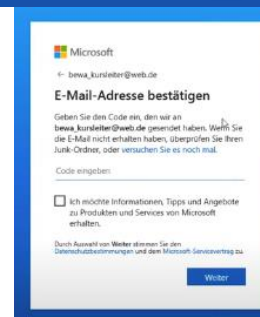 Microsoft
← bewa_kursleiter@web.de
E-Mail-Adresse bestätigen
Geben Sie den Code ein, den wir an
bewa_kursleiter@web.de gesendet haben. Wenn Sie
die E-Mail nicht erhalten haben, überprüfen Sie Ihren
Junk-Ordner, oder versuchen Sie es noch mal.
Code eingeben
Ich möchte Informationen, Tipps und Angebote
zu Produkten und Services von Microsoft
erhalten.
Durch Auswahl von Weiter stimmen Sie den
Datenschutzbestimmungen und dem Microsoft-Servicevertrag zu.
Weiter